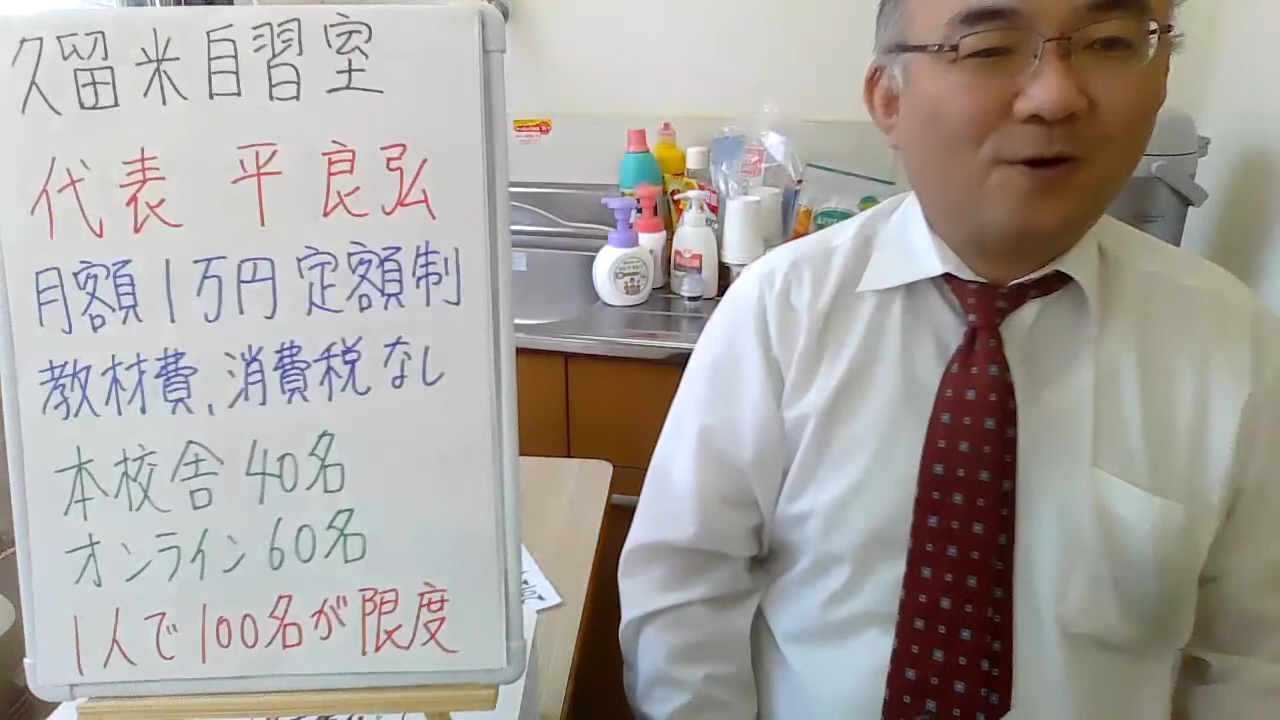 久留米自習室
代表 平良弘
月額1万円定額制
教材費、消費税なし
本校舎40名
オンライン60名
1人で100名が限度